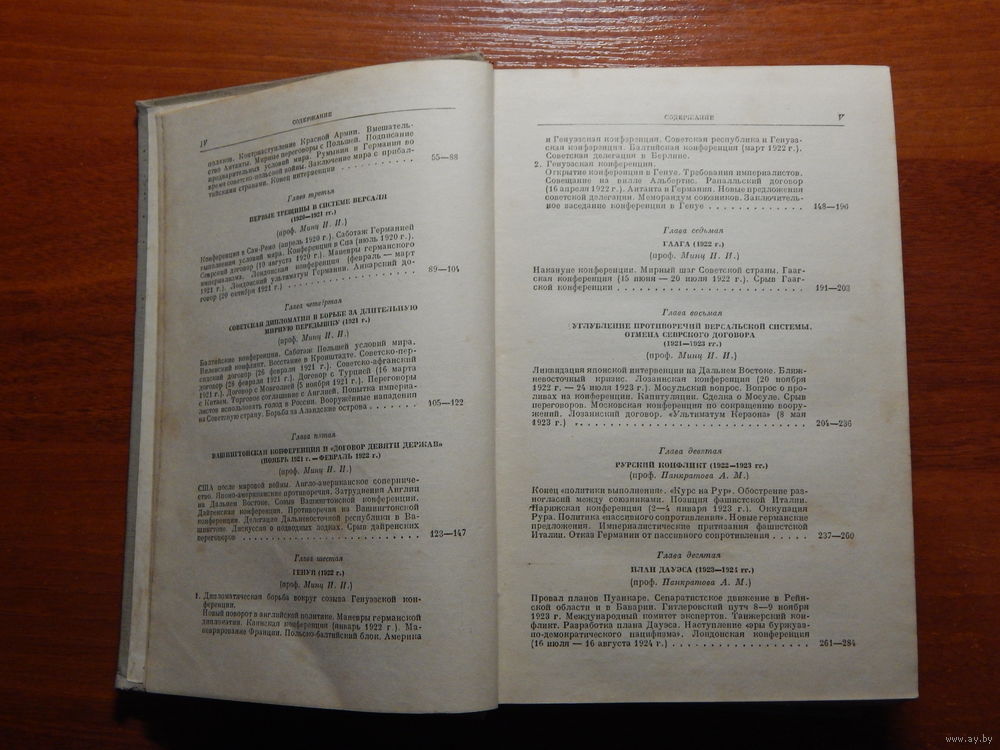 IV
СОДЕРЖАНИЕ
поляков. Контрнаступление Красной Армии. Вмешатель-
ство Антанты. Мирные переговоры с Польшей. Подписание
предварительных условий мира. Румыния и Германия во
время советско-польской войны. Заключение мира с прибал-
тийскими странами. Конец интервенции 55—88
Глава третья
ПЕРВЫЕ ТРЕЩИНЫ В СИСТЕМЕ ВЕРСАЛЯ
(1920—1921 гг.)
(проф. Минц И. И.)
Конференция в Сан-Ремо (апрель 1920 г.). Саботаж Германией
выполнения условий мира. Конференция в Спа (июль 1920 г.).
Севрский договор (10 августа 1920 г.). Маневры германского
империализма. Лондонская конференция (февраль — март
1921 г.). Лондонский ультиматум Германии. Анкарский до-
говор (20 октября 1921 г.) 89—104
Глава четвёртая
СОВЕТСКАЯ ДИПЛОМАТИЯ В БОРЬБЕ ЗА ДЛИТЕЛЬНУЮ
МИРНУЮ ПЕРЕДЫШКУ (1921 г.)
(проф. Минц И. И.)
Балтийские конференции. Саботаж Польшей условий мира.
Виленский конфликт. Восстание в Кронштадте. Советско-пер-
сидский договор (26 февраля 1921 г.). Советско-афганский
договор (28 февраля 1921 г.). Договор с Турцией (16 марта
1921 г.). Договор с Монголией (5 ноября 1921 г.). Переговоры
с Китаем. Торговое соглашение с Англией. Попытка империа-
листов использовать голод в России. Вооружённые нападения
на Советскую страну. Борьба за Аландские острова 105—122
Глава пятая
ВАШИНГТОНСКАЯ КОНФЕРЕНЦИЯ И «ДОГОВОР ДЕВЯТИ ДЕРЖАВ»
(НОЯБРЬ 1921 г. — ФЕВРАЛЬ 1922 г.)
(проф. Минц И. И.)
США после мировой войны. Англо-американское соперниче-
ство. Японо-американские противоречия. Затруднения Англии
на Дальнем Востоке. Созыв Вашингтонской конференции.
Дайренская конференция. Противоречия на Вашингтонской
конференции. Делегация Дальневосточной республики в Ва-
шингтоне. Дискуссия о подводных лодках. Срыв дайренских
переговоров 123—147
Глава шестая
ГЕНУЯ (1922 г.)
(проф. Минц И. И.)
1. Дипломатическая борьба вокруг созыва Генуэзской кон-
ференции.
Новый поворот в английской политике. Маневры германской
дипломатии. Каннская конференция (январь 1922 г.). Ма-
неврирование Франции. Польско-балтийский блок. Америка
СОДЕРЖАНИЕ
V
и Генуэзская конференция. Советская республика и Генуэз-
ская конференция. Балтийская конференция (март 1922 г.).
Советская делегация в Берлине.
2. Генуэзская конференция.
Открытие конференции в Генуе. Требования империалистов.
Совещание на вилле Альбертис. Рапалльский договор
(16 апреля 1922 г.). Антанта и Германия. Новые предложения
советской делегации. Меморандум союзников. Заключитель-
ное заседание конференции в Генуе 148—190
Глава седьмая
ГААГА (1922 г.)
(проф. Минц И. И.)
Накануне конференции. Мирный шаг Советской страны. Гааг-
ская конференция (15 июня — 20 июля 1922 г.). Срыв Гааг-
ской конференции 191—203
Глава восьмая
УГЛУБЛЕНИЕ ПРОТИВОРЕЧИЙ ВЕРСАЛЬСКОЙ СИСТЕМЫ.
ОТМЕНА СЕВРСКОГО ДОГОВОРА
(1921—1923 гг.)
(проф. Минц И. И.)
Ликвидация японской интервенции на Дальнем Востоке. Ближ-
невосточный кризис. Лозаннская конференция (20 ноября
1922 г. — 24 июля 1923 г.). Мосульский вопрос. Вопрос о про-
ливах на конференции. Капитуляции. Сделка о Мосуле. Срыв
переговоров. Московская конференция по сокращению воору-
жений. Лозаннский договор. «Ультиматум Керзона» (8 мая
1923 г.) 204—236
Глава девятая
РУРСКИЙ КОНФЛИКТ (1922—1923 гг.)
(проф. Панкратова А. М.)
Конец «политики выполнения». «Курс на Рур». Обострение раз-
ногласий между союзниками. Позиция фашистской Италии.
Парижская конференция (2—4 января 1923 г.). Оккупация
Рура. Политика «пассивного сопротивления». Новые германские
предложения. Империалистические притязания фашистской
Италии. Отказ Германии от пассивного сопротивления 237—260
Глава десятая
ПЛАН ДАУЭСА (1923—1924 гг.)
(проф. Панкратова А. М.)
Провал планов Пуанкаре. Сепаратистское движение в Рейн-
ской области и в Баварии. Гитлеровский путч 8—9 ноября
1923 г. Международный комитет экспертов. Танжерский кон-
фликт. Разработка плана Дауэса. Наступление «эры буржуаз-
по-демократического пацифизма». Лондонская конференция
(16 июля — 16 августа 1924 г.) 261—284
www.ay.by